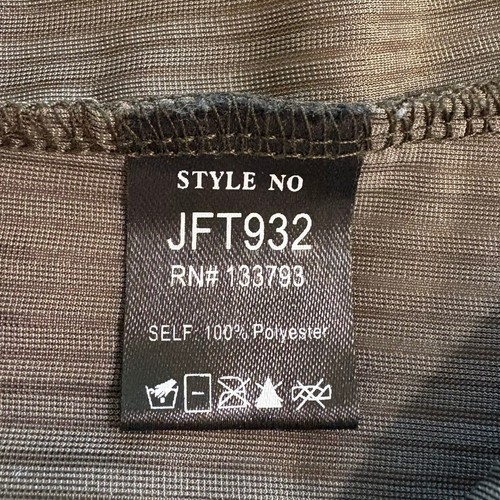 STYLE NO
JFT932
RN# 133793
SELF: 100% Polyester